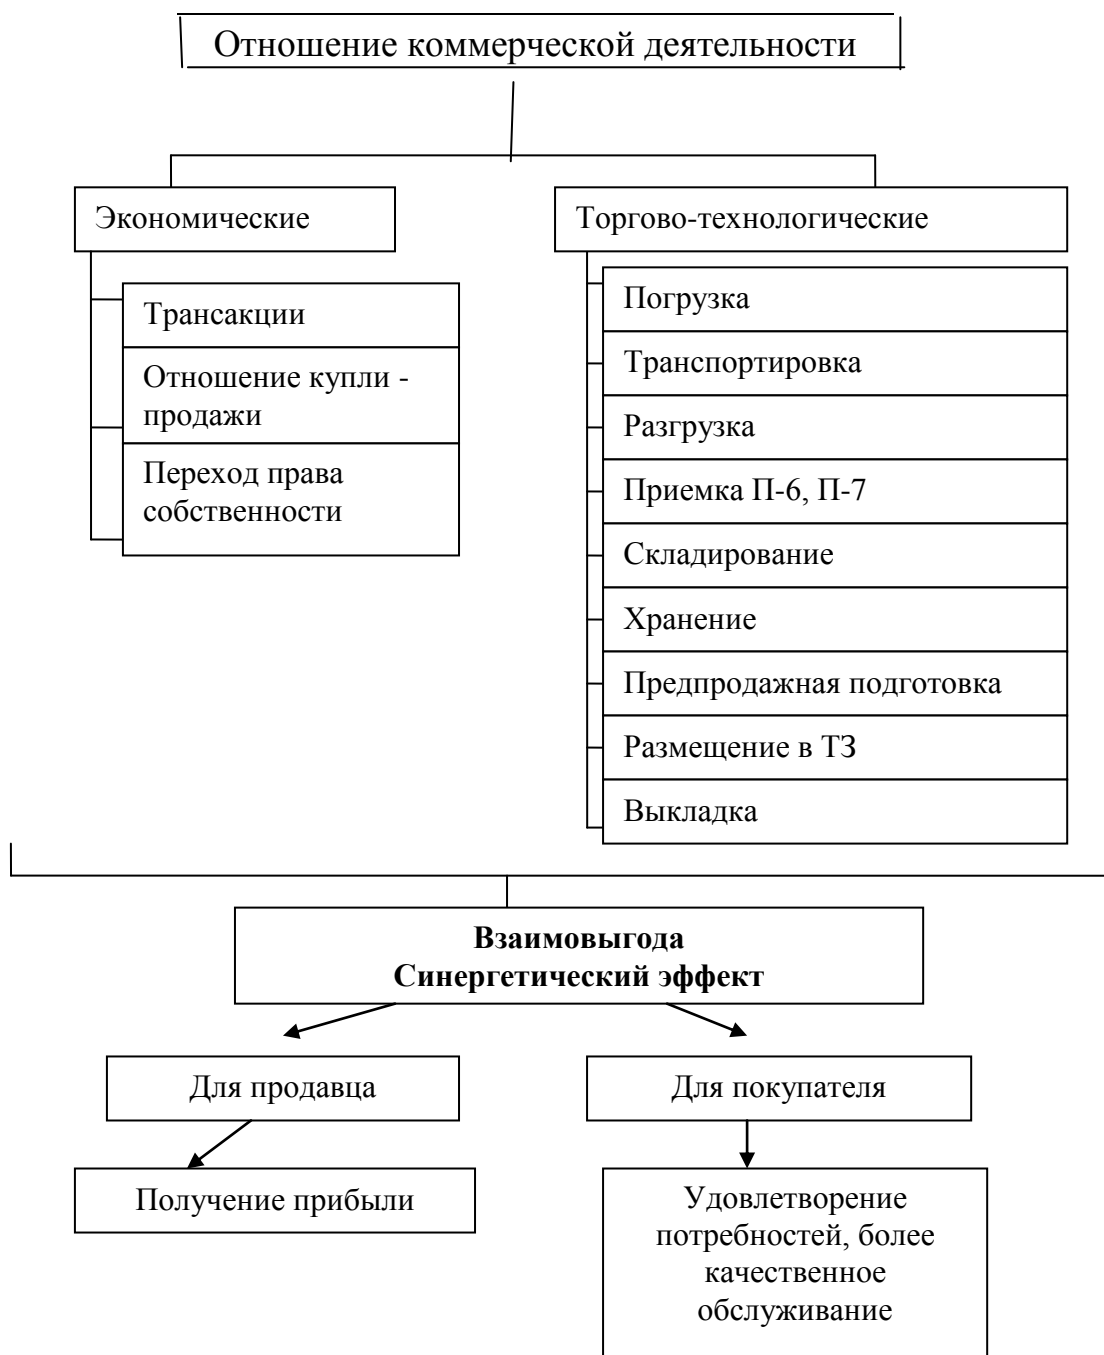 Отношение коммерческой деятельности
Экономические
Трансакции
Отношение купли -
продажи
Переход права
собственности
Торгово-технологические
Погрузка
Транспортировка
Разгрузка
Приемка П-6, П-7
Складирование
Хранение
Предпродажная подготовка
Размещение в ТЗ
Выкладка
Взаимовыгода
Синергетический эффект
Для продавца
Получение прибыли
Для покупателя
Удовлетворение
потребностей, более
качественное
обслуживание